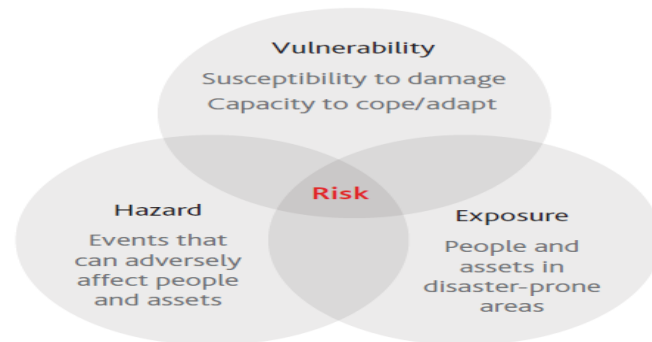 Vulnerability
Susceptibility to damage
Capacity to cope/adapt
Risk
Hazard
Events that
can adversely
affect people
and assets
Exposure
People and
assets in
disaster-prone
areas